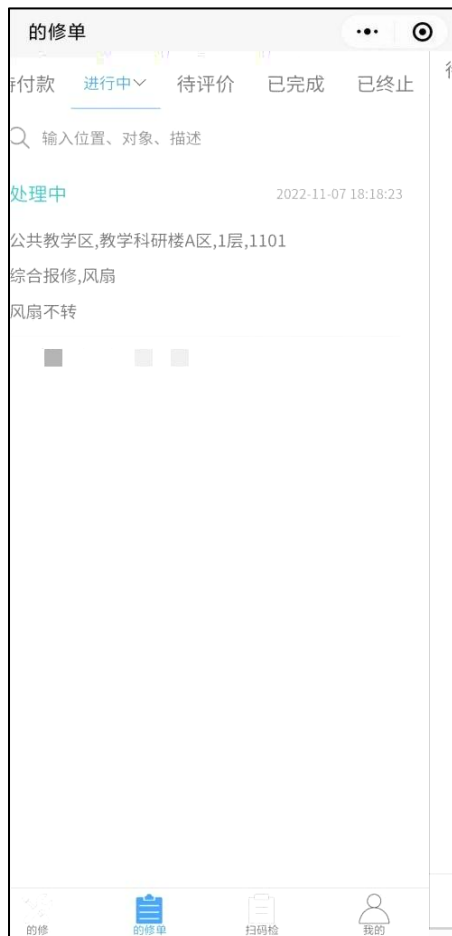 的修单
付款 进行中 待评价 已完成 已终止
输入位置、对象、描述
处理中 2022-11-07 18:18:23
公共教学区,教学科研楼A区,1层,1101
综合报修,风扇
风扇不转
的修 的修单 扫码检 我的